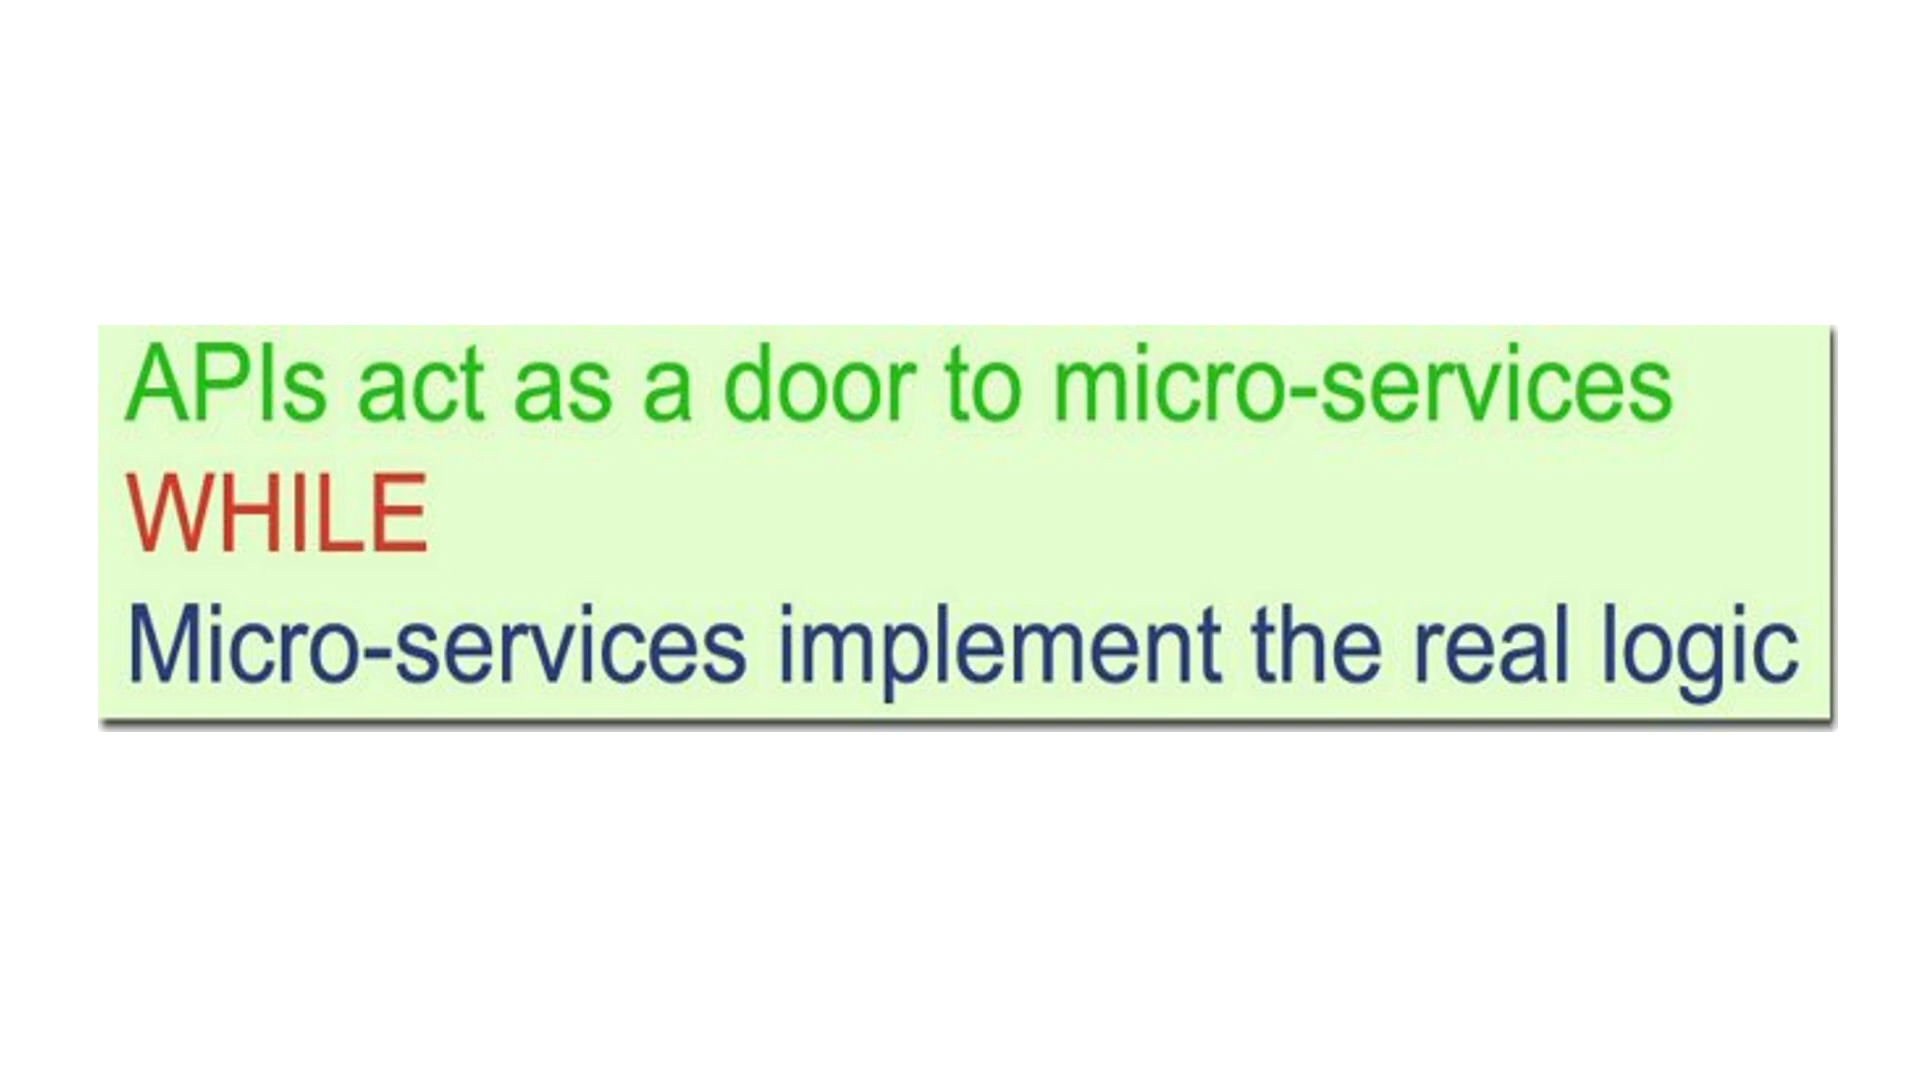 APIs act as a door to micro-services
WHILE
Micro-services implement the real logic